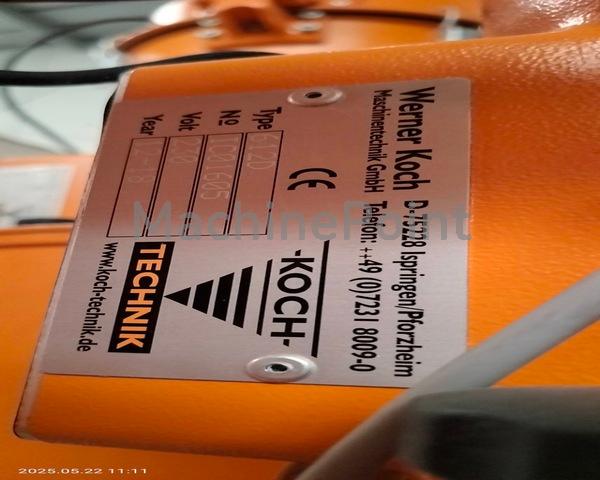 Werner Koch D-75228 Ispringen/Pforzheim
Maschinentechnik GmbH Telefon: ++49 (0)7231 8009-0
CE
-KOCH-
TECHNIK
www.koch-technik.de
Type
No
Volt
Year
MachinePoint
2025.05.22 11:11